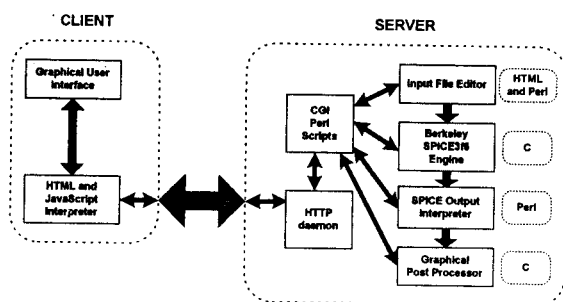 CLIENT
SERVER
Graphical User
Interface
HTML and
JavaScript
Interpreter
CGI
Perl
Scripts
HTTP
daemon
Input File Editor
HTML
and Perl
Berkeley
SPICE3f5
Engine
C
SPICE Output
Interpreter
Perl
Graphical
Post Processor
C